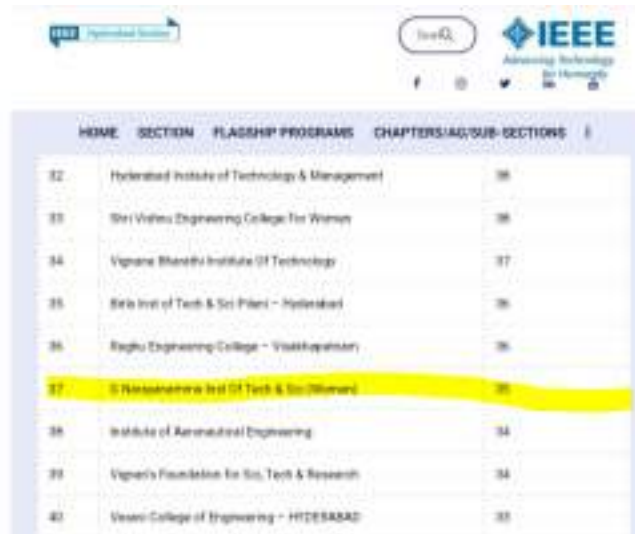 IEEE Hyderabad Section
IEEE
Advancing Technology
for Humanity
HOME SECTION FLAGSHIP PROGRAMS CHAPTERS/AG/SUB-SECTIONS
32 Hyderabad Institute of Technology & Management 38
33 Shri Vishnu Engineering College For Women 38
34 Vignana Bharathi Institute Of Technology 37
35 Birla Inst of Tech & Sci Pilani – Hyderabad 36
36 Raghu Engineering College – Visakhapatnam 36
37 G Narayanamma Inst Of Tech & Sci (Women) 35
38 Institute of Aeronautical Engineering 34
39 Vignan's Foundation for Sci, Tech & Research 34
40 Vasavi College of Engineering – HYDERABAD 33